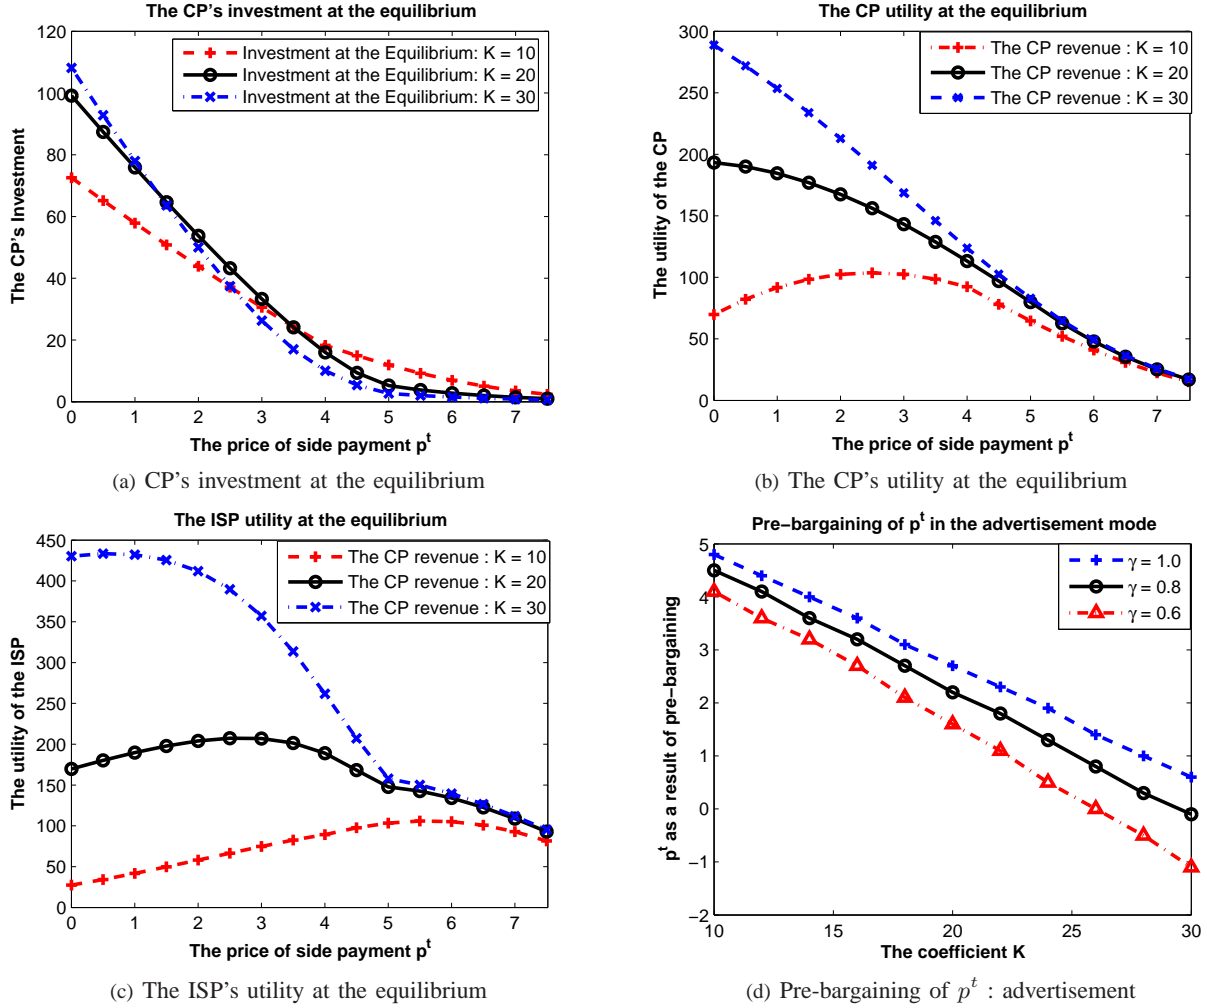 The CP's investment at the equilibrium
120
100
80
60
40
20
0
0 1 2 3 4 5 6 7
The CP's Investment
The price of side payment p^t
Investment at the Equilibrium: K = 10
Investment at the Equilibrium: K = 20
Investment at the Equilibrium: K = 30
(a) CP's investment at the equilibrium
The CP utility at the equilibrium
300
250
200
150
100
50
0
0 1 2 3 4 5 6 7
The utility of the CP
The price of side payment p^t
The CP revenue : K = 10
The CP revenue : K = 20
The CP revenue : K = 30
(b) The CP's utility at the equilibrium
The ISP utility at the equilibrium
450
400
350
300
250
200
150
100
50
0
0 1 2 3 4 5 6 7
The utility of the ISP
The price of side payment p^t
The CP revenue : K = 10
The CP revenue : K = 20
The CP revenue : K = 30
(c) The ISP's utility at the equilibrium
Pre−bargaining of p^t in the advertisement mode
5
4
3
2
1
0
−1
−2
10 15 20 25 30
p^t as a result of pre−bargaining
The coefficient K
γ = 1.0
γ = 0.8
γ = 0.6
(d) Pre-bargaining of p^t : advertisement